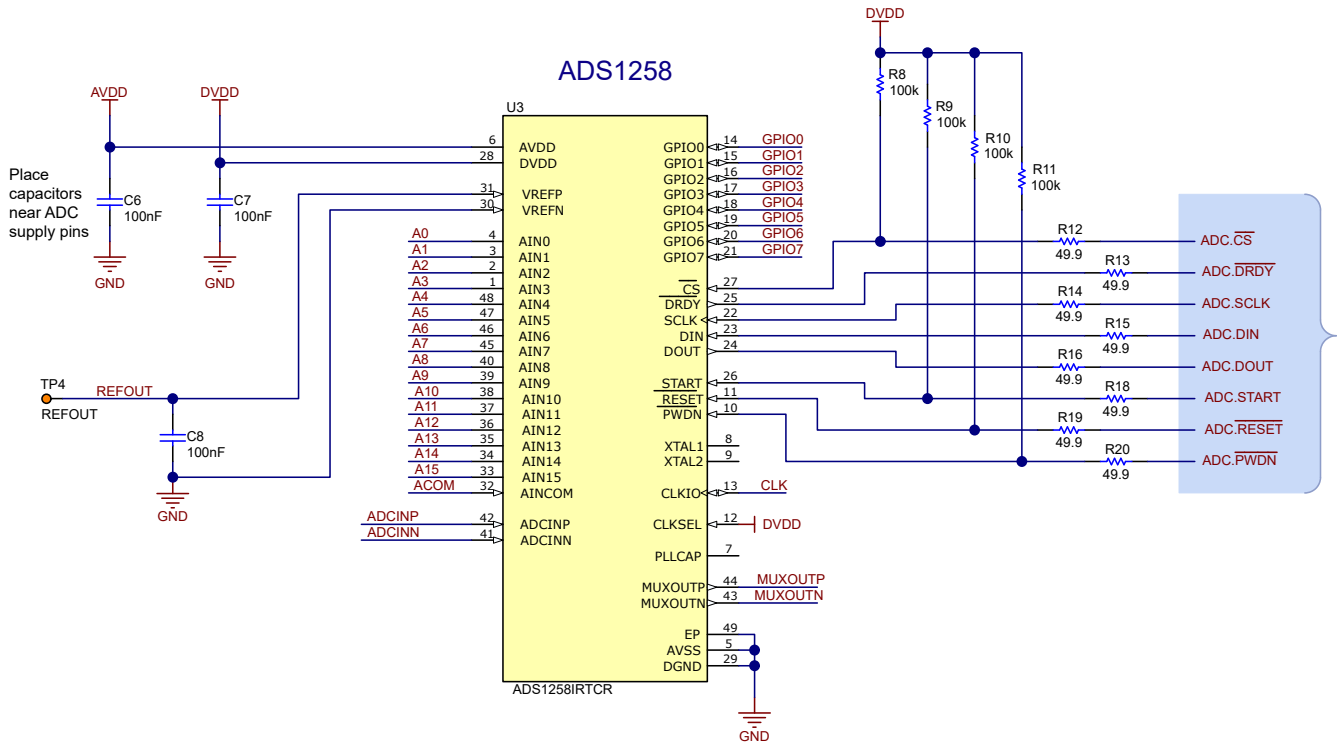 DVDD
ADS1258
R8
100k
R9
100k
R10
100k
R11
100k
AVDD
DVDD
Place
capacitors
near ADC
supply pins
C6
100nF
C7
100nF
GND
GND
U3
6 AVDD
28 DVDD
31 VREFP
30 VREFN
A0 4 AIN0
A1 3 AIN1
A2 2 AIN2
A3 1 AIN3
A4 48 AIN4
A5 47 AIN5
A6 46 AIN6
A7 45 AIN7
A8 40 AIN8
A9 39 AIN9
A10 38 AIN10
A11 37 AIN11
A12 36 AIN12
A13 35 AIN13
A14 34 AIN14
A15 33 AIN15
ACOM 32 AINCOM
ADCINP 42 ADCINP
ADCINN 41 ADCINN
TP4
REFOUT
REFOUT
C8
100nF
GND
GPIO0 14 GPIO0
GPIO1 15 GPIO1
GPIO2 16 GPIO2
GPIO3 17 GPIO3
GPIO4 18 GPIO4
GPIO5 19 GPIO5
GPIO6 20 GPIO6
GPIO7 21 GPIO7
CS 27
DRDY 25
SCLK 22
DIN 23
DOUT 24
START 26
RESET 11
PWDN 10
XTAL1 8
XTAL2 9
CLKIO 13 CLK
CLKSEL 12 DVDD
PLLCAP 7
MUXOUTP 44 MUXOUTP
MUXOUTN 43 MUXOUTN
EP 49
AVSS 5
DGND 29
ADS1258IRTCR
GND
R12
49.9
ADC.CS
R13
49.9
ADC.DRDY
R14
49.9
ADC.SCLK
R15
49.9
ADC.DIN
R16
49.9
ADC.DOUT
R18
49.9
ADC.START
R19
49.9
ADC.RESET
R20
49.9
ADC.PWDN